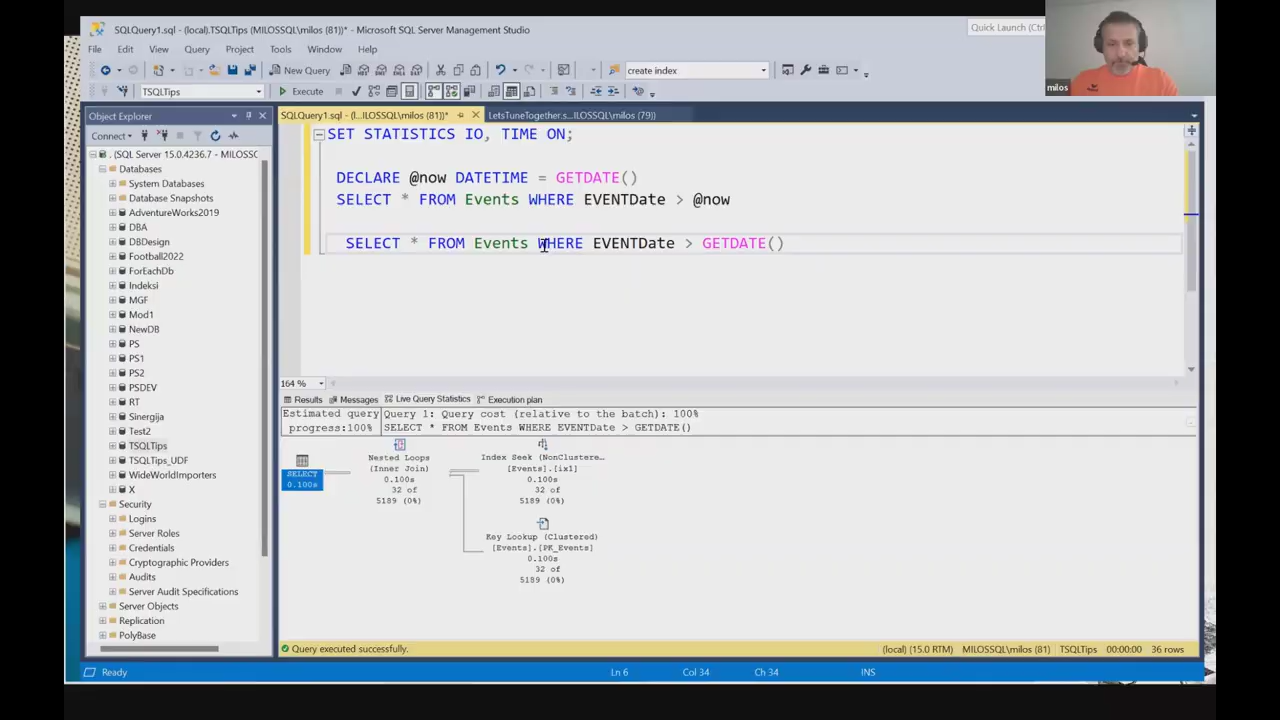 SQLQuery1.sql - (local).TSQLTips (MILOSSQL\milos (81))* - Microsoft SQL Server Management Studio
Quick Launch (Ctrl
milos
File Edit View Query Project Tools Window Help
New Query
create index
TSQLTips
Execute
Object Explorer
SQLQuery1.sql - (l...ILOSSQL\milos (81))*
LetsTuneTogether.s...ILOSSQL\milos (79))
Connect
. (SQL Server 15.0.4236.7 - MILOSSC
Databases
System Databases
Database Snapshots
AdventureWorks2019
DBA
DBDesign
Football2022
ForEachDb
Indeksi
MGF
Mod1
NewDB
PS
PS1
PS2
PSDEV
RT
Sinergija
Test2
TSQLTips
TSQLTips_UDF
WideWorldImporters
X
Security
Logins
Server Roles
Credentials
Cryptographic Providers
Audits
Server Audit Specifications
Server Objects
Replication
PolyBase
SET STATISTICS IO, TIME ON;
DECLARE @now DATETIME = GETDATE()
SELECT * FROM Events WHERE EVENTDate > @now
SELECT * FROM Events WHERE EVENTDate > GETDATE()
164 %
Results Messages Live Query Statistics Execution plan
Estimated query progress:100%
Query 1: Query cost (relative to the batch): 100%
SELECT * FROM Events WHERE EVENTDate > GETDATE()
SELECT
0.100s
Nested Loops
(Inner Join)
0.100s
32 of
5189 (0%)
Index Seek (NonClustere...
[Events].[ix1]
0.100s
32 of
5189 (0%)
Key Lookup (Clustered)
[Events].[PK_Events]
0.100s
32 of
5189 (0%)
Query executed successfully.
(local) (15.0 RTM) MILOSSQL\milos (81) TSQLTips 00:00:00 36 rows
Ready
Ln 6 Col 34 Ch 34 INS